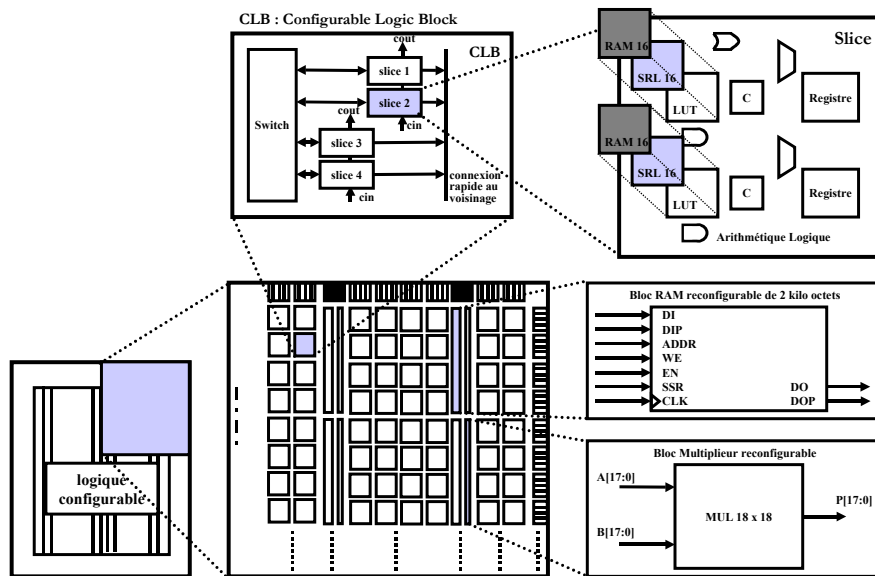 CLB : Configurable Logic Block
CLB
cout
slice 1
slice 2
cout
cin
Switch
slice 3
slice 4
cin
connexion
rapide au
voisinage
Slice
RAM 16
SRL 16
LUT
C
Registre
RAM 16
SRL 16
LUT
C
Registre
Arithmétique Logique
logique
configurable
Bloc RAM reconfigurable de 2 kilo octets
DI
DIP
ADDR
WE
EN
SSR
CLK
DO
DOP
Bloc Multiplieur reconfigurable
A[17:0]
B[17:0]
MUL 18 x 18
P[17:0]